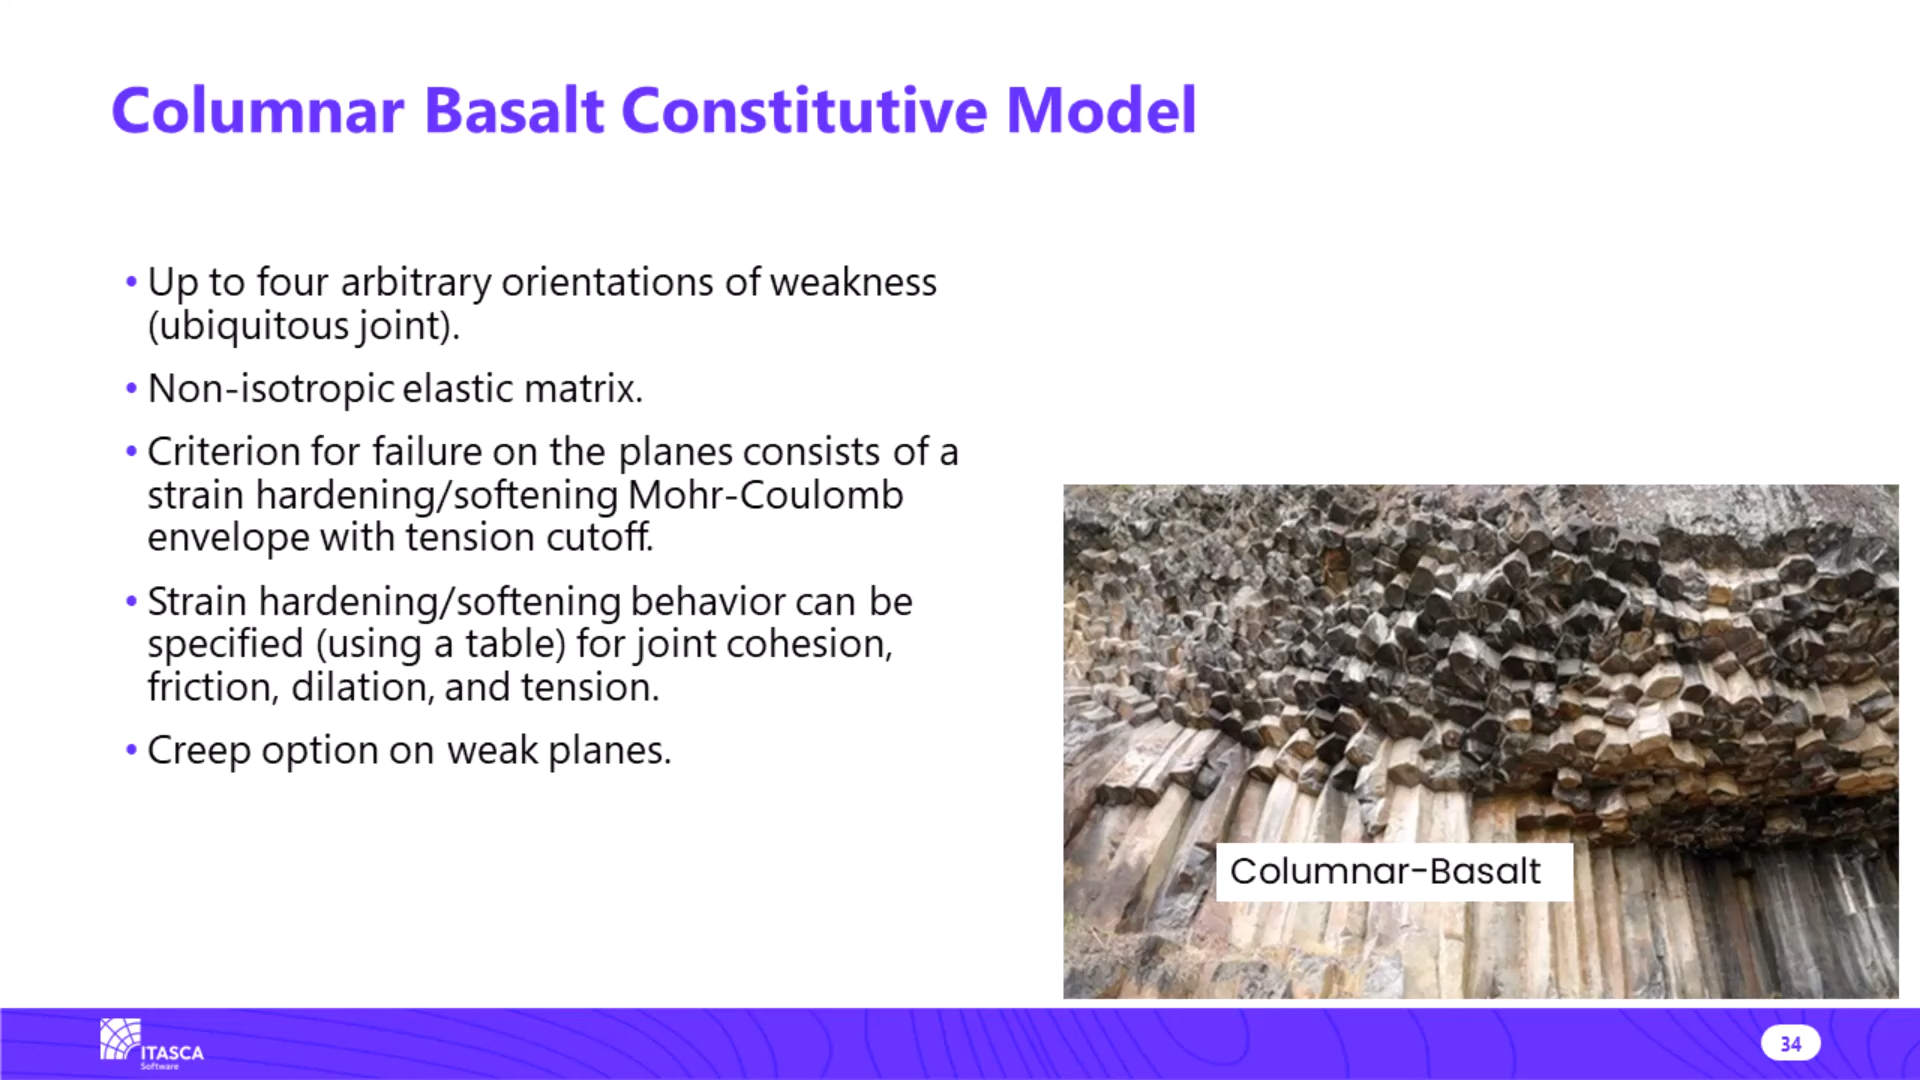 Columnar Basalt Constitutive Model
• Up to four arbitrary orientations of weakness
(ubiquitous joint).
• Non-isotropic elastic matrix.
• Criterion for failure on the planes consists of a
strain hardening/softening Mohr-Coulomb
envelope with tension cutoff.
• Strain hardening/softening behavior can be
specified (using a table) for joint cohesion,
friction, dilation, and tension.
• Creep option on weak planes.
Columnar-Basalt
ITASCA
Software
34